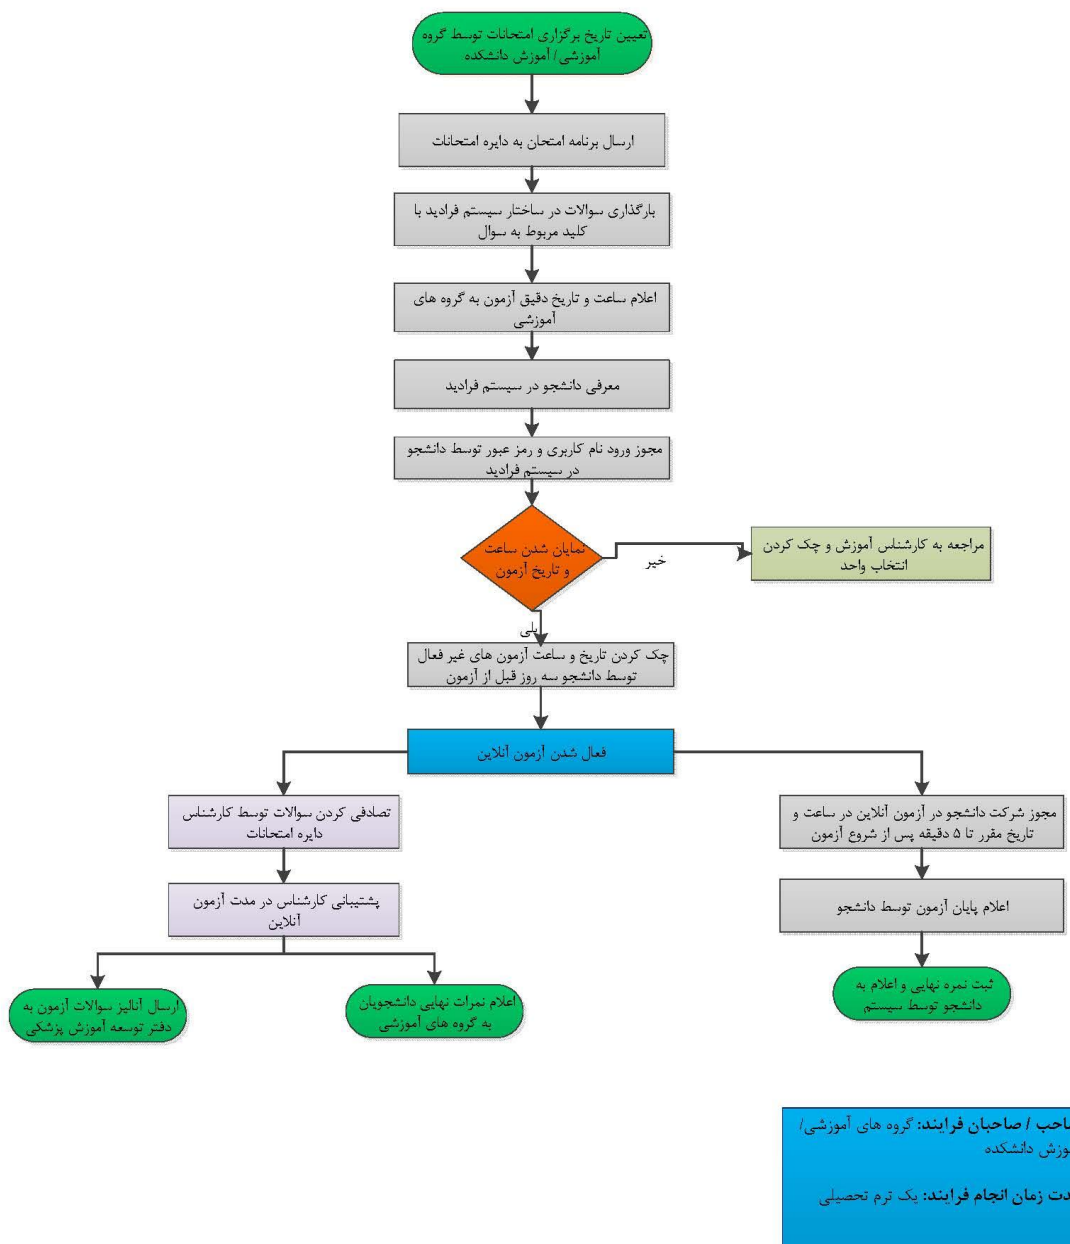 تعیین تاریخ برگزاری امتحانات توسط گروه
آموزشی/ آموزش دانشکده
ارسال برنامه امتحان به دایره امتحانات
بارگذاری سوالات در ساختار سیستم فرادید با
کلید مربوط به سوال
اعلام ساعت و تاریخ دقیق آزمون به گروه های
آموزشی
معرفی دانشجو در سیستم فرادید
مجوز ورود نام کاربری و رمز عبور توسط دانشجو
در سیستم فرادید
نمایان شدن ساعت
و تاریخ آزمون
خیر
مراجعه به کارشناس آموزش و چک کردن
انتخاب واحد
بلی
چک کردن تاریخ و ساعت آزمون های غیر فعال
توسط دانشجو سه روز قبل از آزمون
فعال شدن آزمون آنلاین
مجوز شرکت دانشجو در آزمون آنلاین در ساعت و
تاریخ مقرر تا ۵ دقیقه پس از شروع آزمون
اعلام پایان آزمون توسط دانشجو
ثبت نمره نهایی و اعلام به
دانشجو توسط سیستم
تصادفی کردن سوالات توسط کارشناس
دایره امتحانات
پشتیبانی کارشناس در مدت آزمون
آنلاین
اعلام نمرات نهایی دانشجویان
به گروه های آموزشی
ارسال آنالیز سوالات آزمون به
دفتر توسعه آموزش پزشکی
/ صاحبان فرایند: گروه های آموزشی/
دانشکده
زمان انجام فرایند: یک ترم تحصیلی